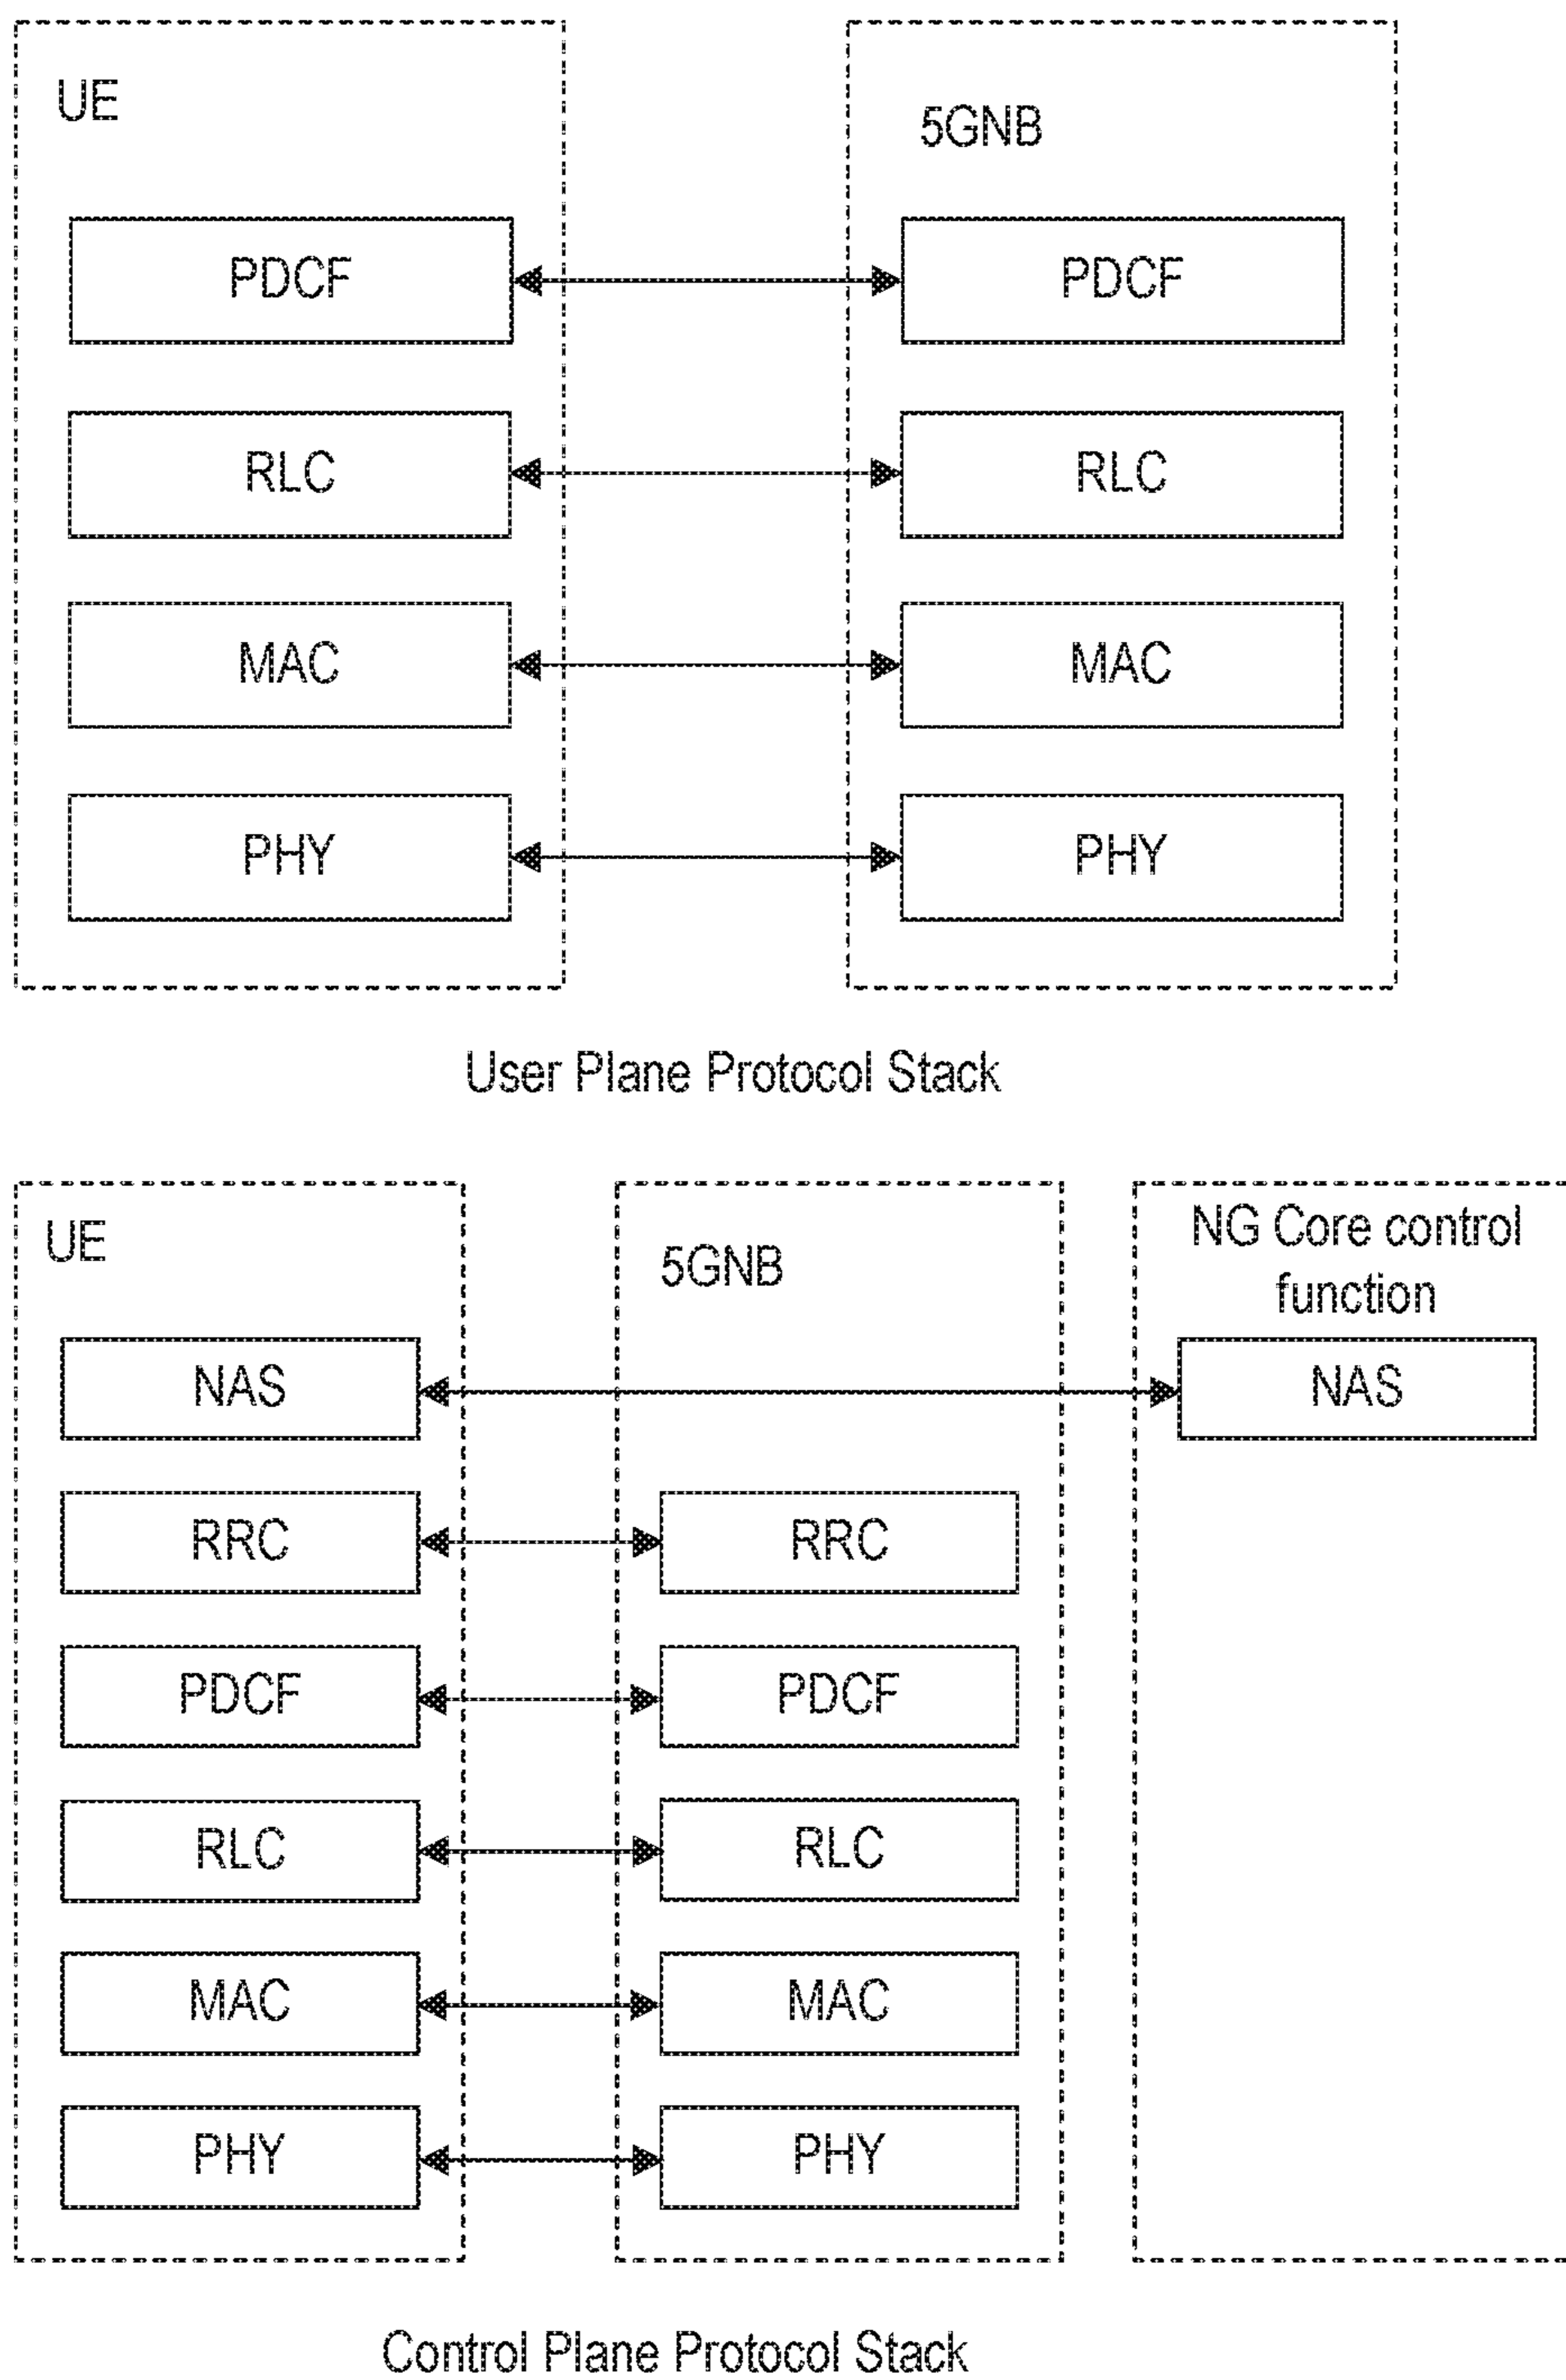 UE
5GNB
PDCF
PDCF
RLC
RLC
MAC
MAC
PHY
PHY
User Plane Protocol Stack
UE
5GNB
NG Core control
function
NAS
NAS
RRC
RRC
PDCF
PDCF
RLC
RLC
MAC
MAC
PHY
PHY
Control Plane Protocol Stack